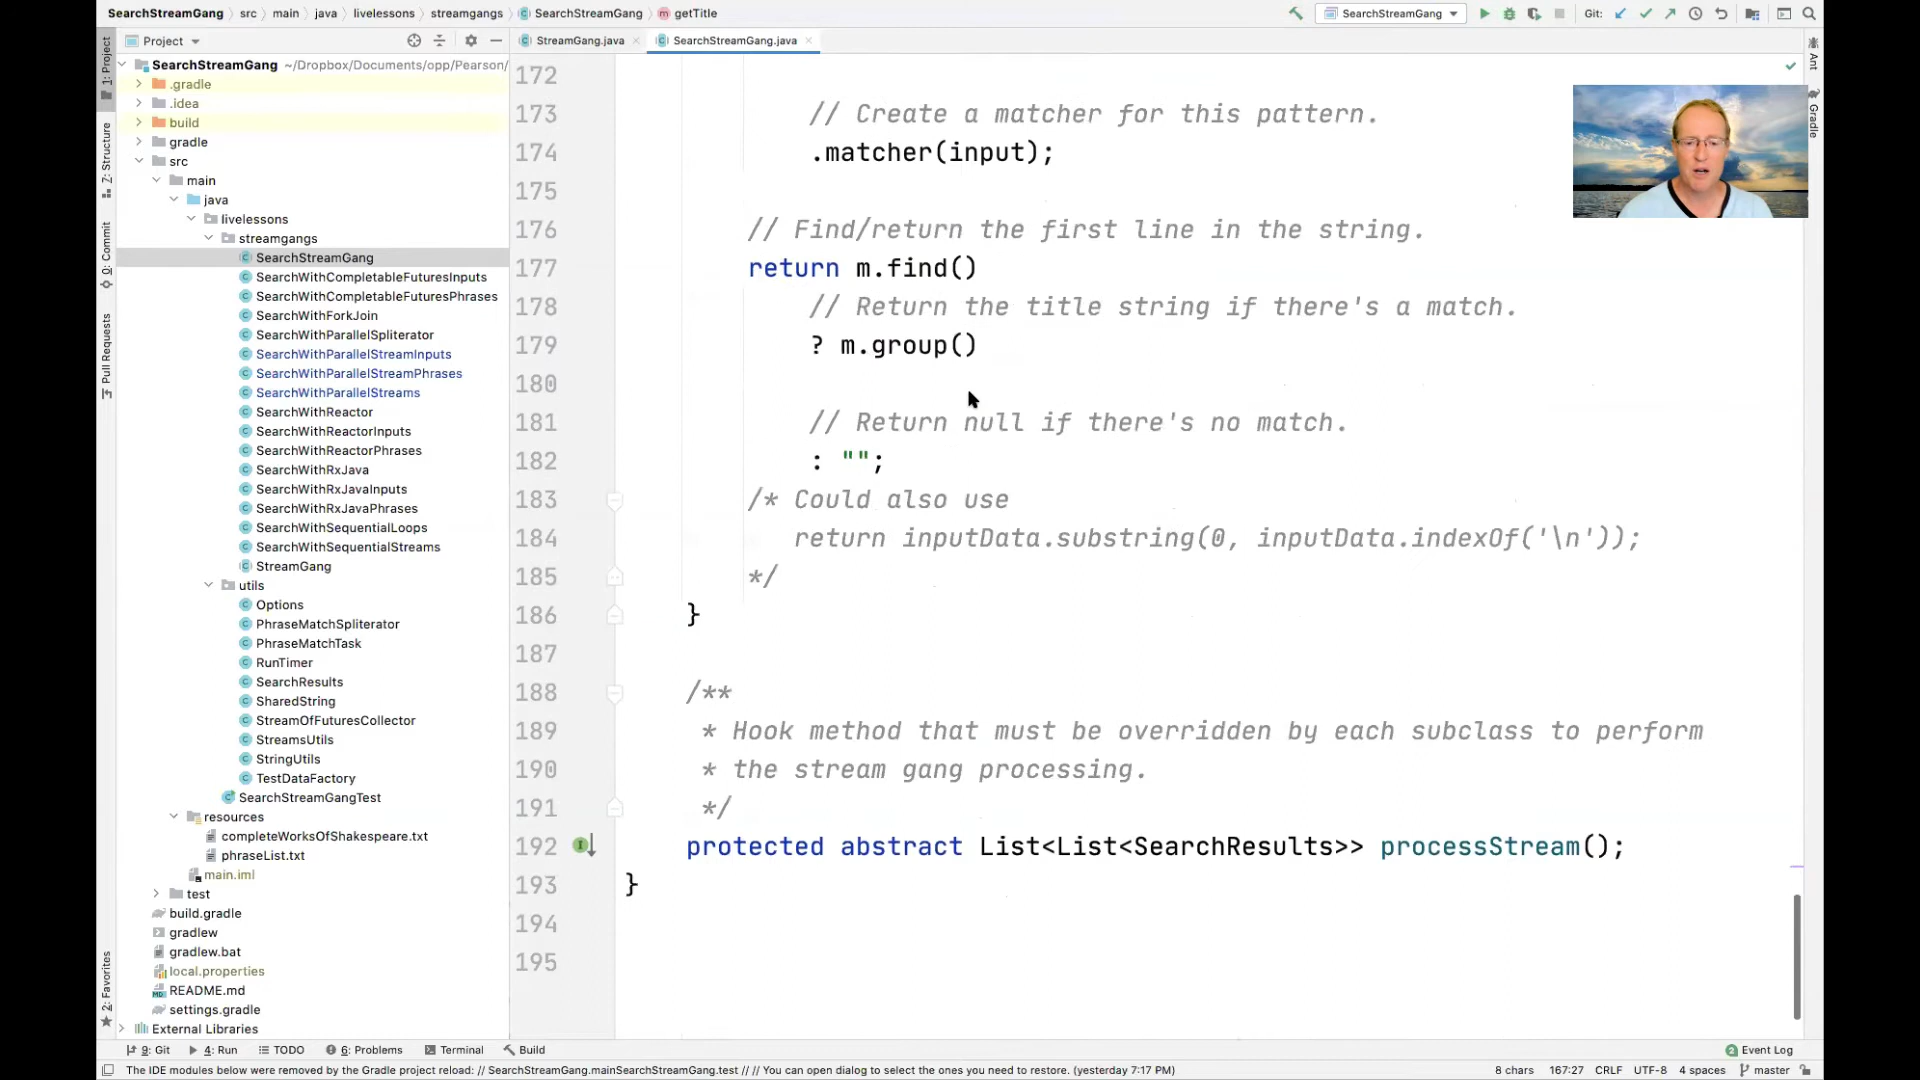 SearchStreamGang › src › main › java › livelessons › streamgangs › SearchStreamGang › getTitle
SearchStreamGang
Git:
Project
StreamGang.java
SearchStreamGang.java
SearchStreamGang ~/Dropbox/Documents/opp/Pearson/
.gradle
.idea
build
gradle
src
main
java
livelessons
streamgangs
SearchStreamGang
SearchWithCompletableFuturesInputs
SearchWithCompletableFuturesPhrases
SearchWithForkJoin
SearchWithParallelSpliterator
SearchWithParallelStreamInputs
SearchWithParallelStreamPhrases
SearchWithParallelStreams
SearchWithReactor
SearchWithReactorInputs
SearchWithReactorPhrases
SearchWithRxJava
SearchWithRxJavaInputs
SearchWithRxJavaPhrases
SearchWithSequentialLoops
SearchWithSequentialStreams
StreamGang
utils
Options
PhraseMatchSpliterator
PhraseMatchTask
RunTimer
SearchResults
SharedString
StreamOfFuturesCollector
StreamsUtils
StringUtils
TestDataFactory
SearchStreamGangTest
resources
completeWorksOfShakespeare.txt
phraseList.txt
main.iml
test
build.gradle
gradlew
gradlew.bat
local.properties
README.md
settings.gradle
External Libraries
1: Project
7: Structure
0: Commit
Pull Requests
2: Favorites
172
173 // Create a matcher for this pattern.
174 .matcher(input);
175
176 // Find/return the first line in the string.
177 return m.find()
178 // Return the title string if there's a match.
179 ? m.group()
180
181 // Return null if there's no match.
182 : "";
183 /* Could also use
184 return inputData.substring(0, inputData.indexOf('\n'));
185 */
186 }
187
188 /**
189 * Hook method that must be overridden by each subclass to perform
190 * the stream gang processing.
191 */
192 protected abstract List<List<SearchResults>> processStream();
193 }
194
195
Ant
Gradle
9: Git 4: Run TODO 6: Problems Terminal Build
2 Event Log
The IDE modules below were removed by the Gradle project reload: // SearchStreamGang.mainSearchStreamGang.test // // You can open dialog to select the ones you need to restore. (yesterday 7:17 PM)
8 chars 167:27 CRLF UTF-8 4 spaces master